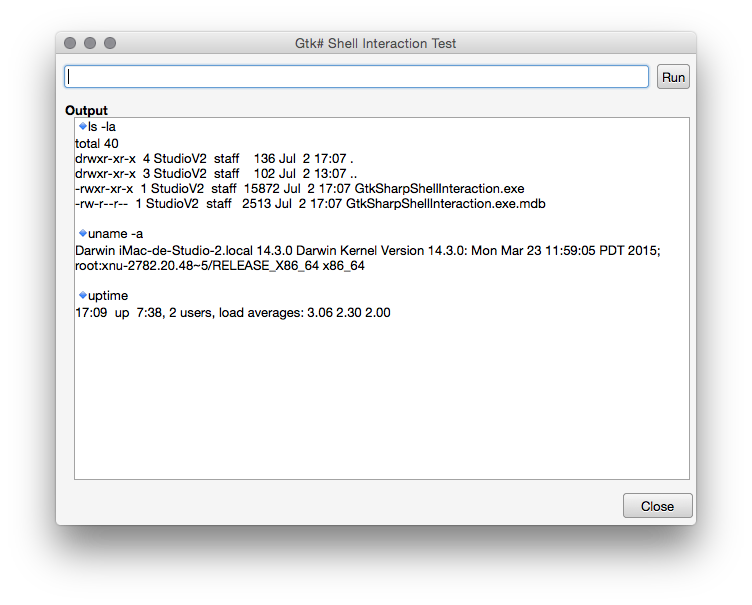 Gtk# Shell Interaction Test
Run
Output
ls -la
total 40
drwxr-xr-x  4 StudioV2  staff    136 Jul  2 17:07 .
drwxr-xr-x  3 StudioV2  staff    102 Jul  2 13:07 ..
-rwxr-xr-x  1 StudioV2  staff  15872 Jul  2 17:07 GtkSharpShellInteraction.exe
-rw-r--r--  1 StudioV2  staff   2513 Jul  2 17:07 GtkSharpShellInteraction.exe.mdb
uname -a
Darwin iMac-de-Studio-2.local 14.3.0 Darwin Kernel Version 14.3.0: Mon Mar 23 11:59:05 PDT 2015;
root:xnu-2782.20.48~5/RELEASE_X86_64 x86_64
uptime
17:09  up  7:38, 2 users, load averages: 3.06 2.30 2.00
Close